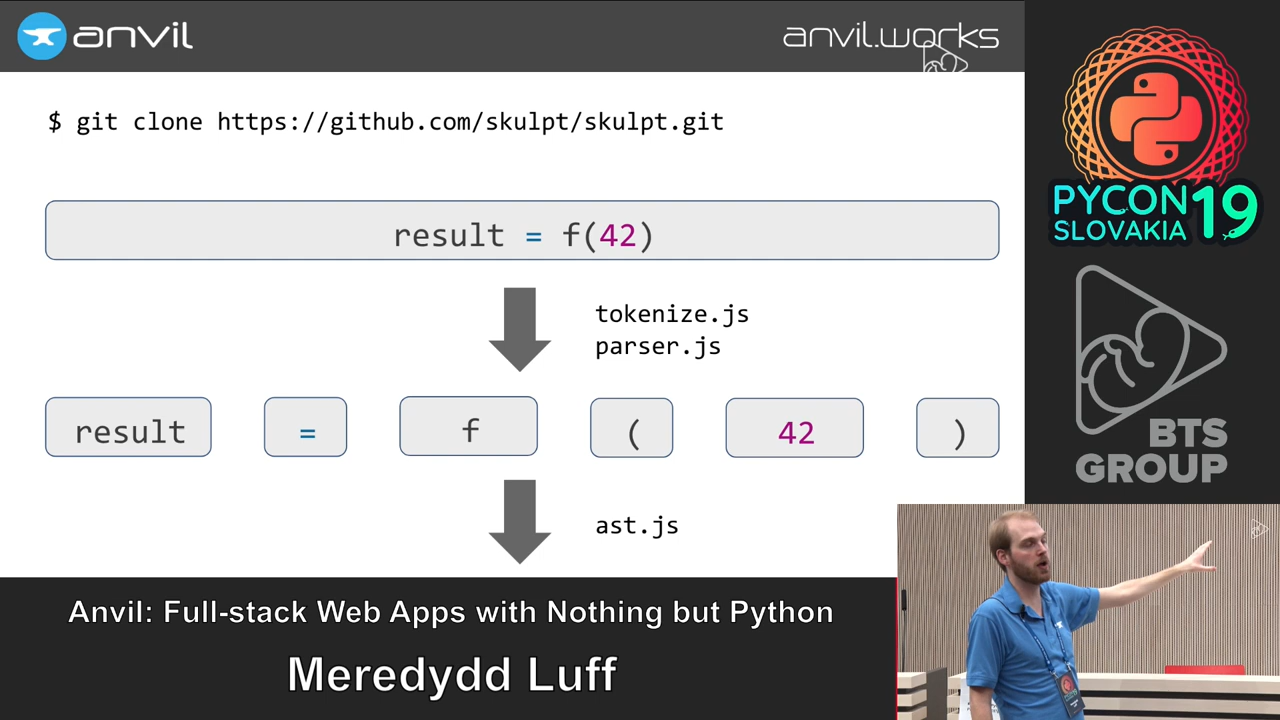 anvil
anvil.works
$ git clone https://github.com/skulpt/skulpt.git
result = f(42)
tokenize.js
parser.js
result = f ( 42 )
ast.js
PYCON 19
SLOVAKIA
BTS
GROUP
Anvil: Full-stack Web Apps with Nothing but Python
Meredydd Luff